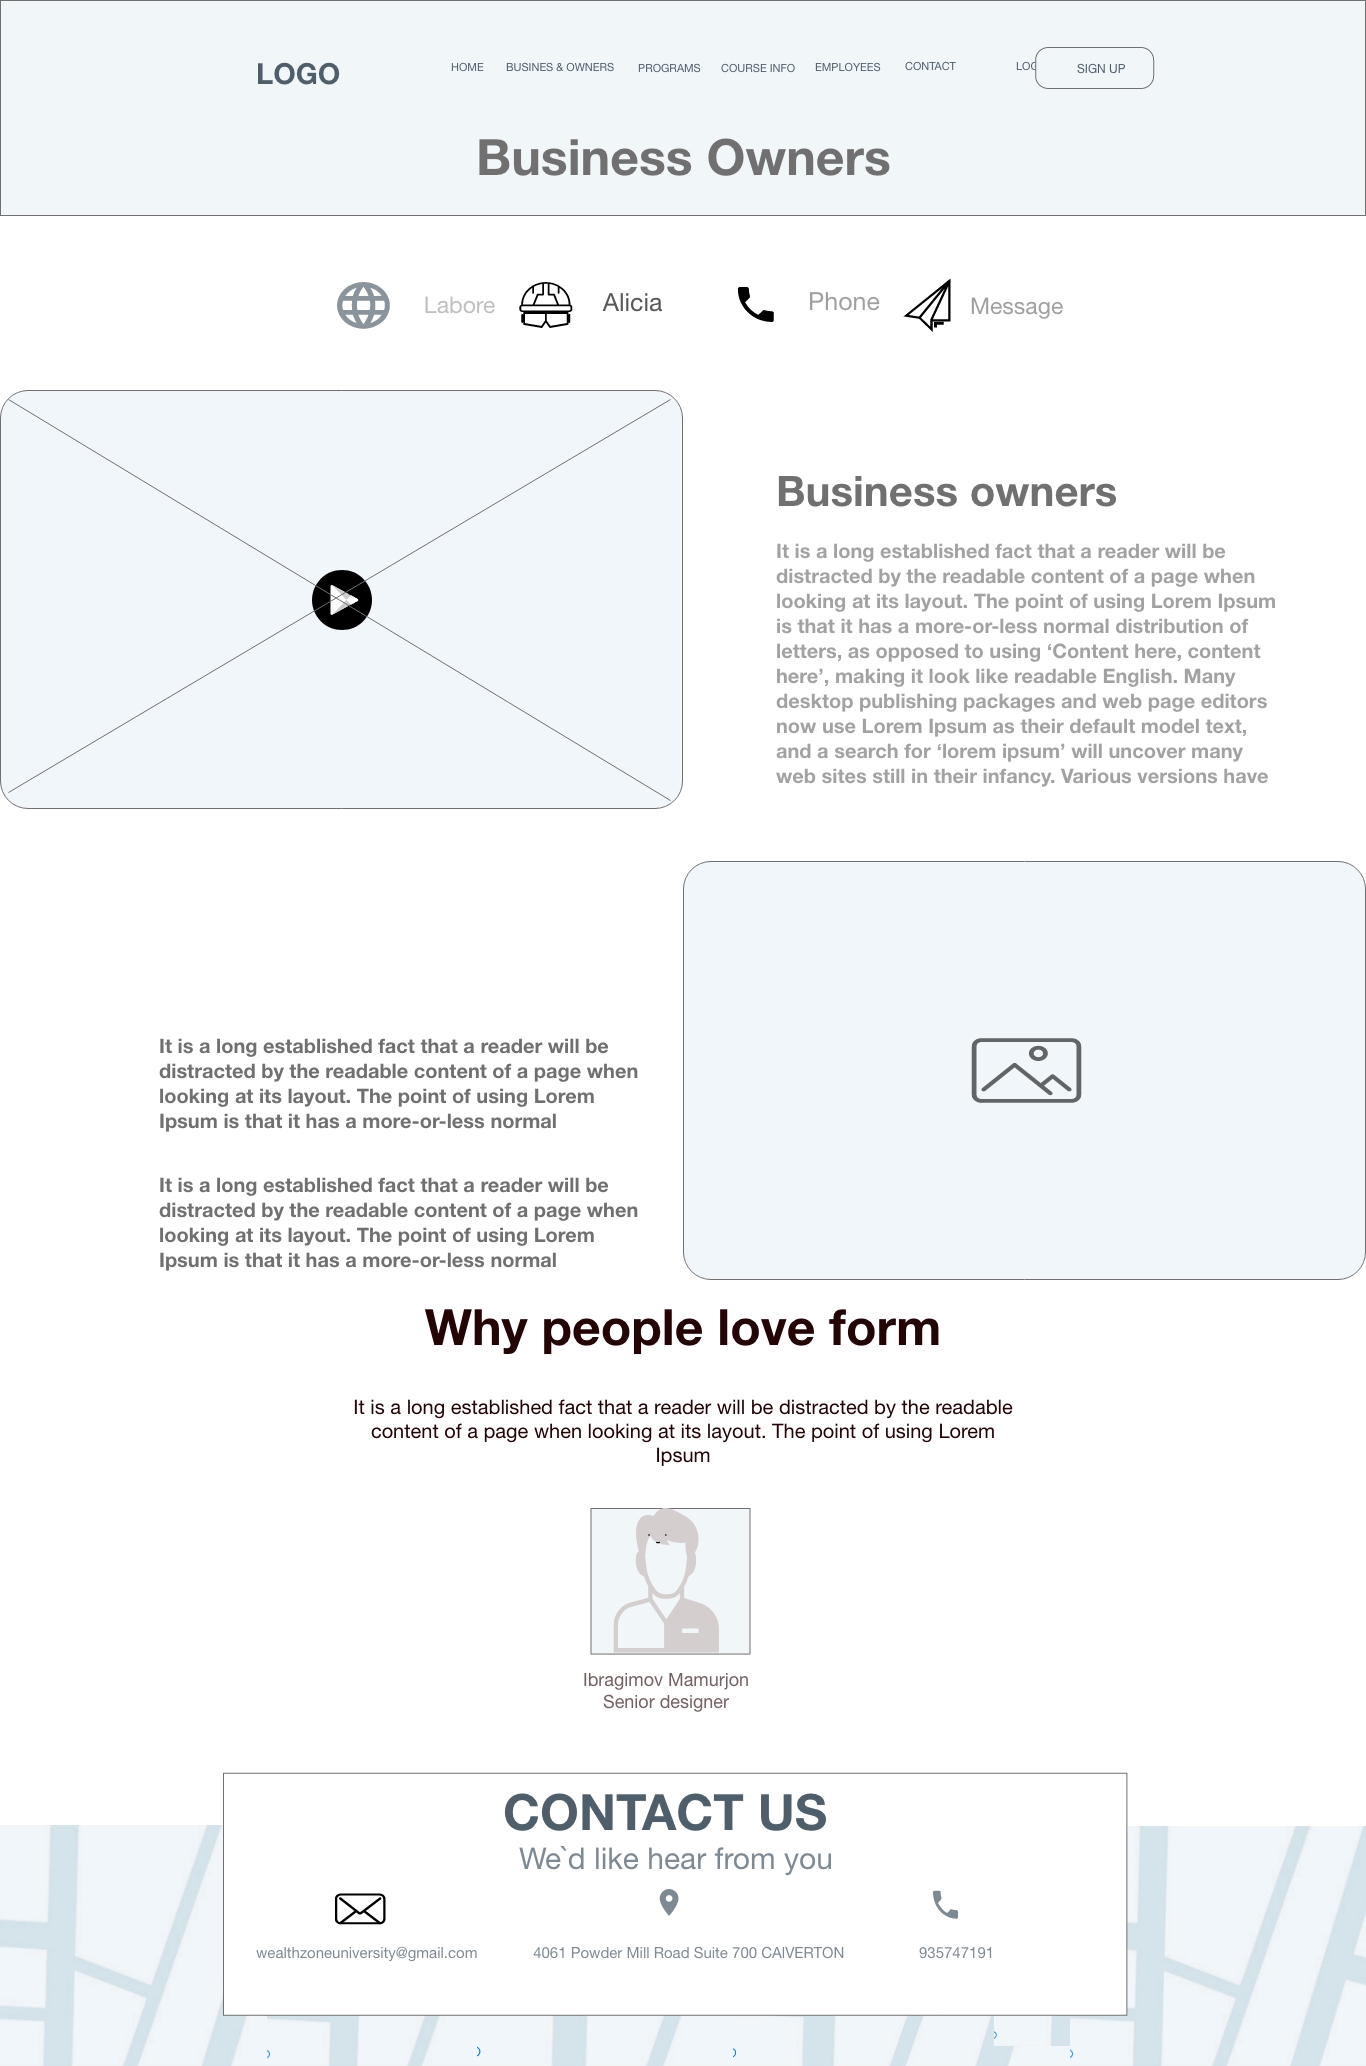 LOGO
HOME BUSINES & OWNERS PROGRAMS COURSE INFO EMPLOYEES CONTACT SIGN UP
Business Owners
Labore Alicia Phone Message
Business owners
It is a long established fact that a reader will be
distracted by the readable content of a page when
looking at its layout. The point of using Lorem Ipsum
is that it has a more-or-less normal distribution of
letters, as opposed to using ‘Content here, content
here’, making it look like readable English. Many
desktop publishing packages and web page editors
now use Lorem Ipsum as their default model text,
and a search for ‘lorem ipsum’ will uncover many
web sites still in their infancy. Various versions have
It is a long established fact that a reader will be
distracted by the readable content of a page when
looking at its layout. The point of using Lorem
Ipsum is that it has a more-or-less normal
It is a long established fact that a reader will be
distracted by the readable content of a page when
looking at its layout. The point of using Lorem
Ipsum is that it has a more-or-less normal
Why people love form
It is a long established fact that a reader will be distracted by the readable
content of a page when looking at its layout. The point of using Lorem
Ipsum
Ibragimov Mamurjon
Senior designer
CONTACT US
We`d like hear from you
wealthzoneuniversity@gmail.com 4061 Powder Mill Road Suite 700 CAlVERTON 935747191